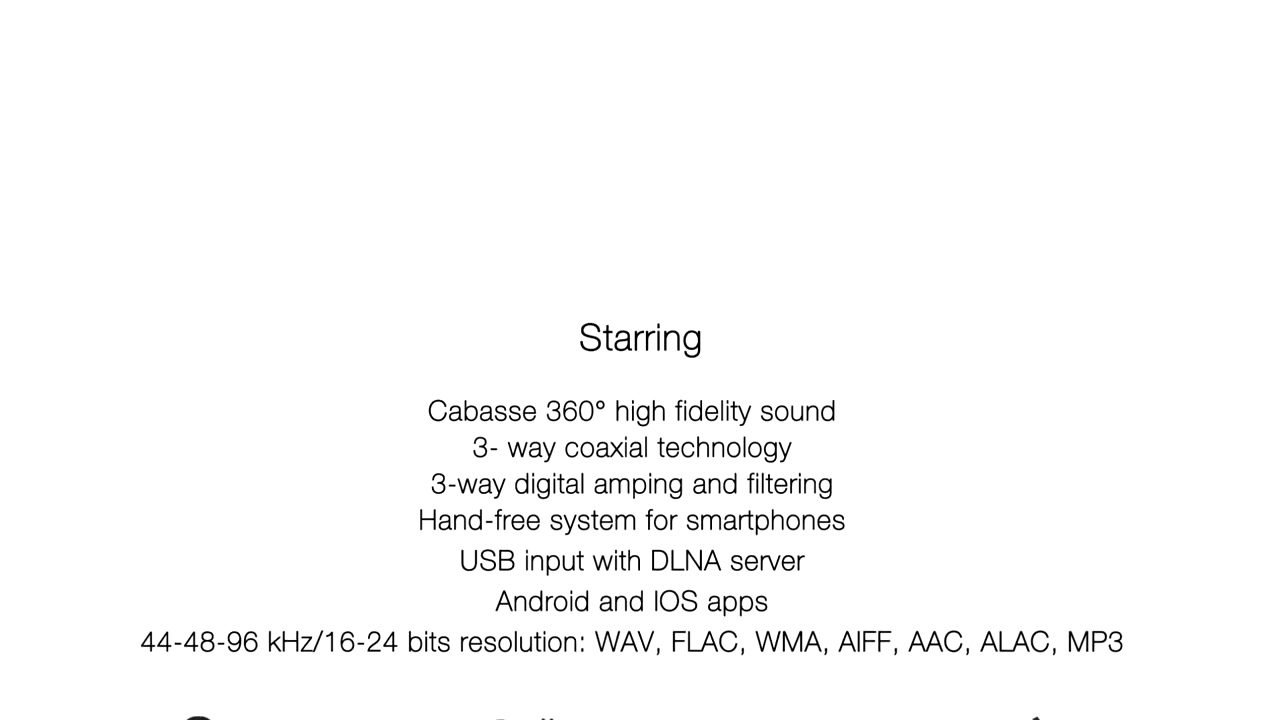 Starring
Cabasse 360° high fidelity sound
3- way coaxial technology
3-way digital amping and filtering
Hand-free system for smartphones
USB input with DLNA server
Android and IOS apps
44-48-96 kHz/16-24 bits resolution: WAV, FLAC, WMA, AIFF, AAC, ALAC, MP3